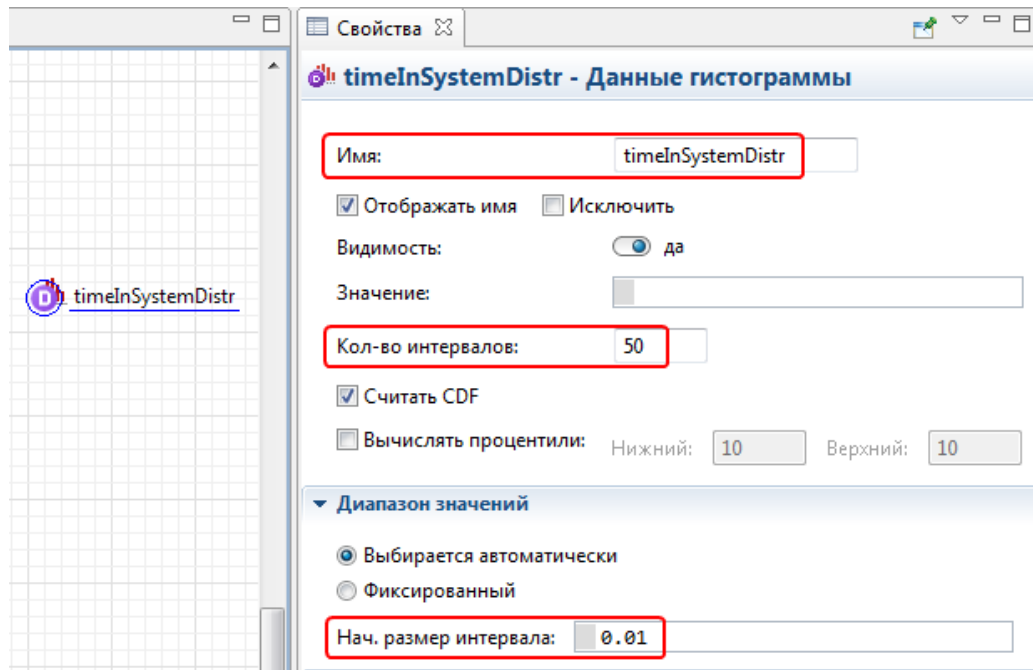 Свойства
timeInSystemDistr - Данные гистограммы
Имя: timeInSystemDistr
Отображать имя Исключить
Видимость: да
timeInSystemDistr
Значение:
Кол-во интервалов: 50
Считать CDF
Вычислять процентили: Нижний: 10 Верхний: 10
Диапазон значений
Выбирается автоматически
Фиксированный
Нач. размер интервала: 0.01